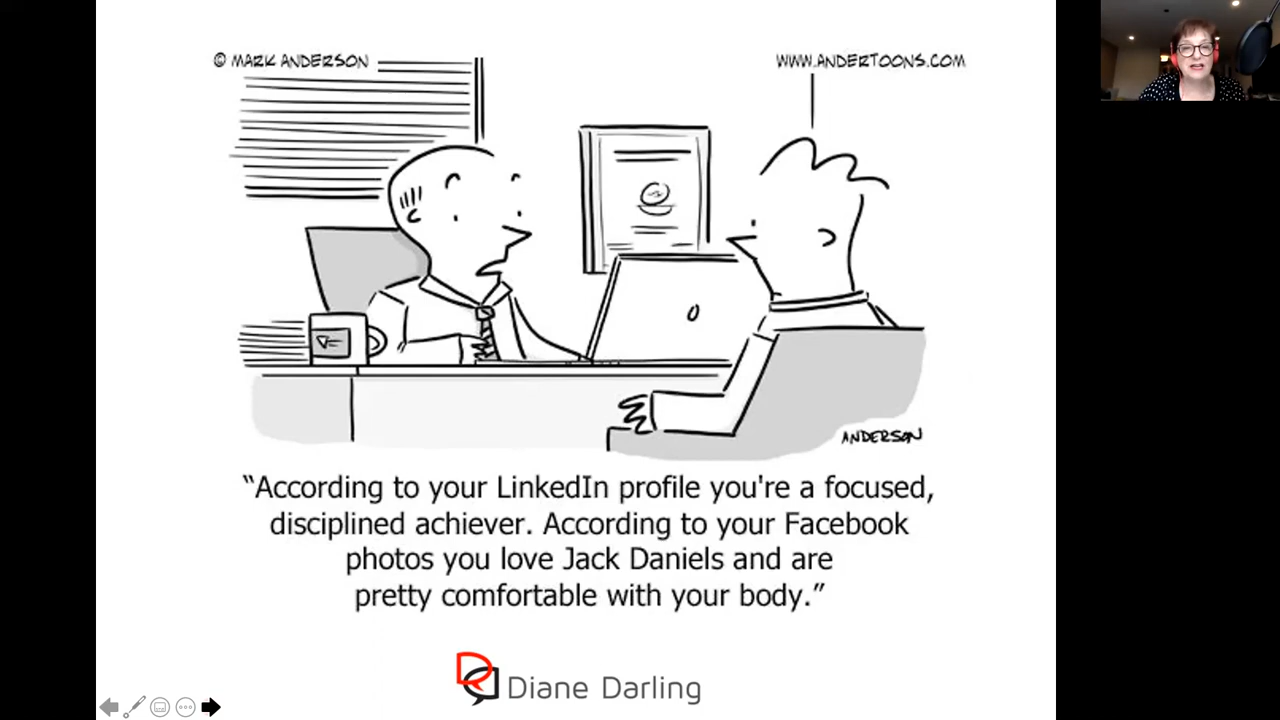 © MARK ANDERSON
WWW.ANDERTOONS.COM
ANDERSON
“According to your LinkedIn profile you're a focused,
disciplined achiever. According to your Facebook
photos you love Jack Daniels and are
pretty comfortable with your body.”
Diane Darling